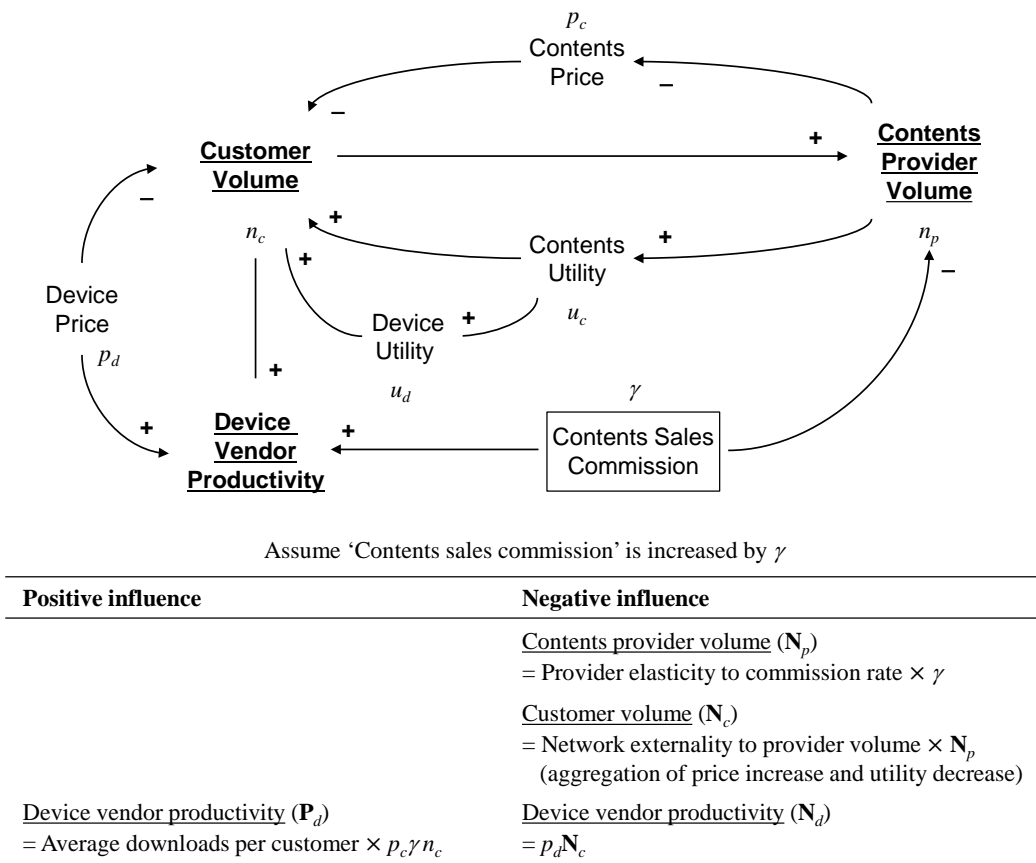 p_c
Contents
Price
–
–
Customer
Volume
+
Contents
Provider
Volume
–
n_c
+
+
+
Contents
Utility
n_p
–
Device
Price
p_d
+
Device
Utility
u_c
u_d
γ
+
+
+
Device
Vendor
Productivity
Contents Sales
Commission
Assume ‘Contents sales commission’ is increased by γ
Positive influence
Negative influence
Contents provider volume (N_p)
= Provider elasticity to commission rate × γ
Customer volume (N_c)
= Network externality to provider volume × N_p
(aggregation of price increase and utility decrease)
Device vendor productivity (P_d)
= Average downloads per customer × p_cγn_c
Device vendor productivity (N_d)
= p_dN_c